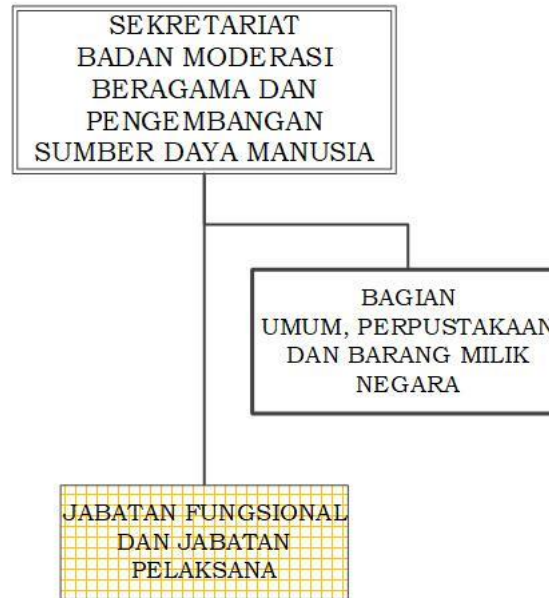 SEKRETARIAT
BADAN MODERASI
BERAGAMA DAN
PENGEMBANGAN
SUMBER DAYA MANUSIA
BAGIAN
UMUM, PERPUSTAKAAN
DAN BARANG MILIK
NEGARA
JABATAN FUNGSIONAL
DAN JABATAN
PELAKSANA